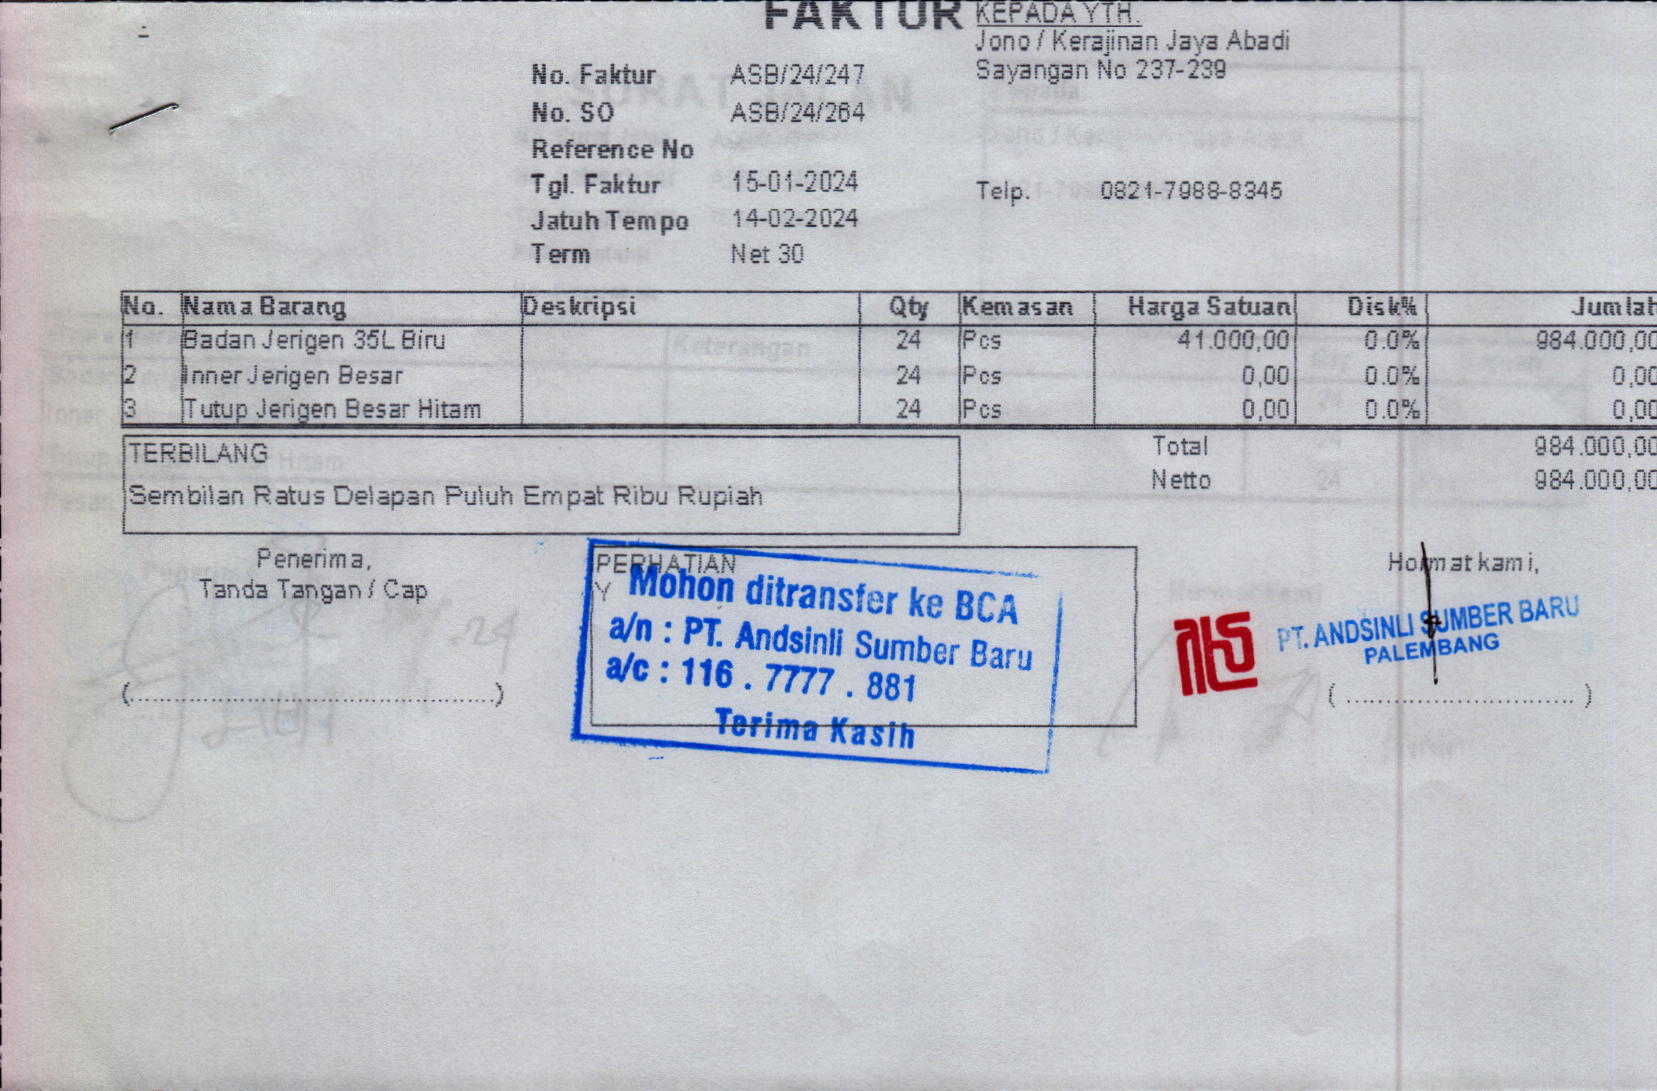 FAKTUR
KEPADA YTH.
Jono / Kerajinan Jaya Abadi
Sayangan No 237-239
Telp. 0821-7988-8345
No. Faktur ASB/24/247
No. SO ASB/24/264
Reference No
Tgl. Faktur 15-01-2024
Jatuh Tempo 14-02-2024
Term Net 30
No. Nama Barang Deskripsi Qty Kemasan Harga Satuan Disk% Jumlah
1 Badan Jerigen 35L Biru 24 Pcs 41.000,00 0.0% 984.000,00
2 Inner Jerigen Besar 24 Pcs 0,00 0.0% 0,00
3 Tutup Jerigen Besar Hitam 24 Pcs 0,00 0.0% 0,00
TERBILANG
Sembilan Ratus Delapan Puluh Empat Ribu Rupiah
Total 984.000,00
Netto 984.000,00
Penerima,
Tanda Tangan / Cap
(........................................)
PERHATIAN
Y
Mohon ditransfer ke BCA
a/n : PT. Andsinli Sumber Baru
a/c : 116 . 7777 . 881
Terima Kasih
Hormat kami,
PT. ANDSINLI SUMBER BARU
PALEMBANG
(............................)